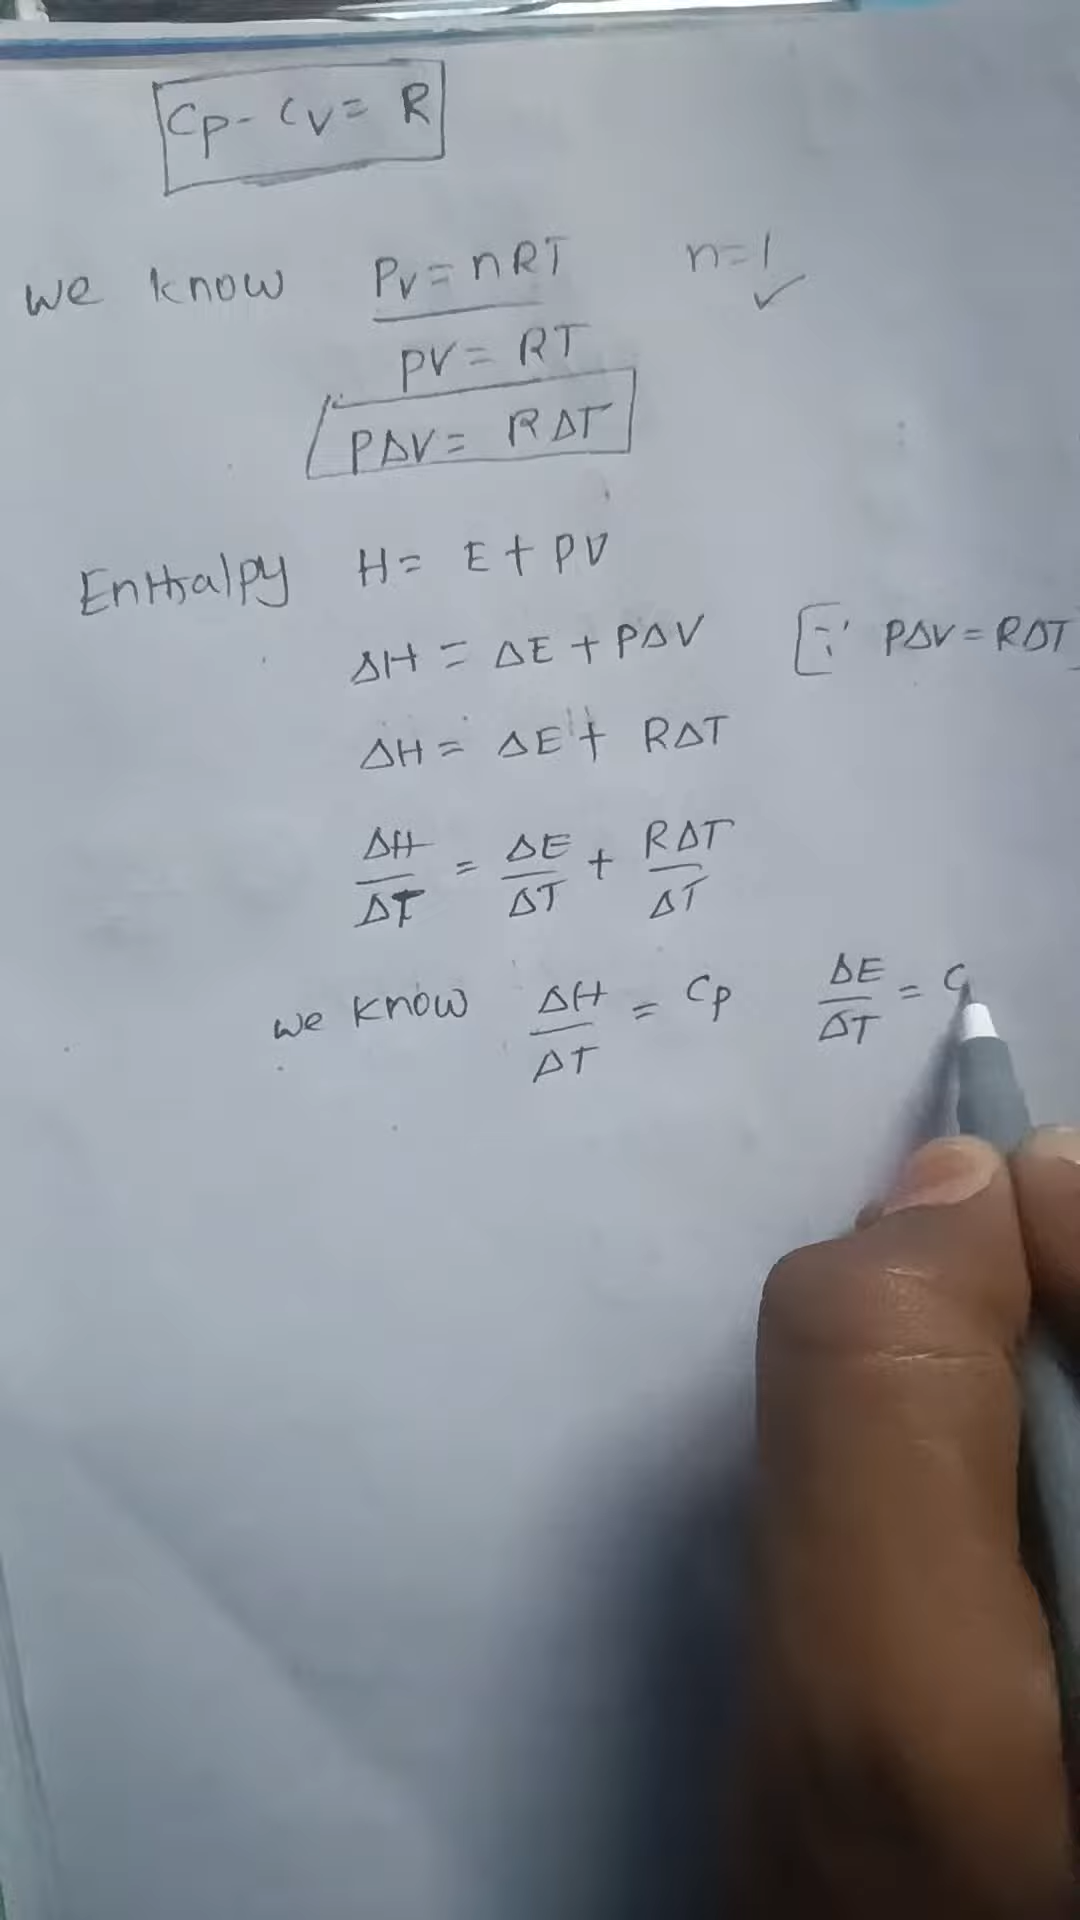 Cp - Cv = R
we know PV = nRT n=1 ✓
PV = RT
PΔV = RΔT
Enthalpy H = E + PV
ΔH = ΔE + PΔV [∵ PΔV = RΔT]
ΔH = ΔE + RΔT
ΔH/ΔT = ΔE/ΔT + RΔT/ΔT
we know ΔH/ΔT = Cp ΔE/ΔT = C